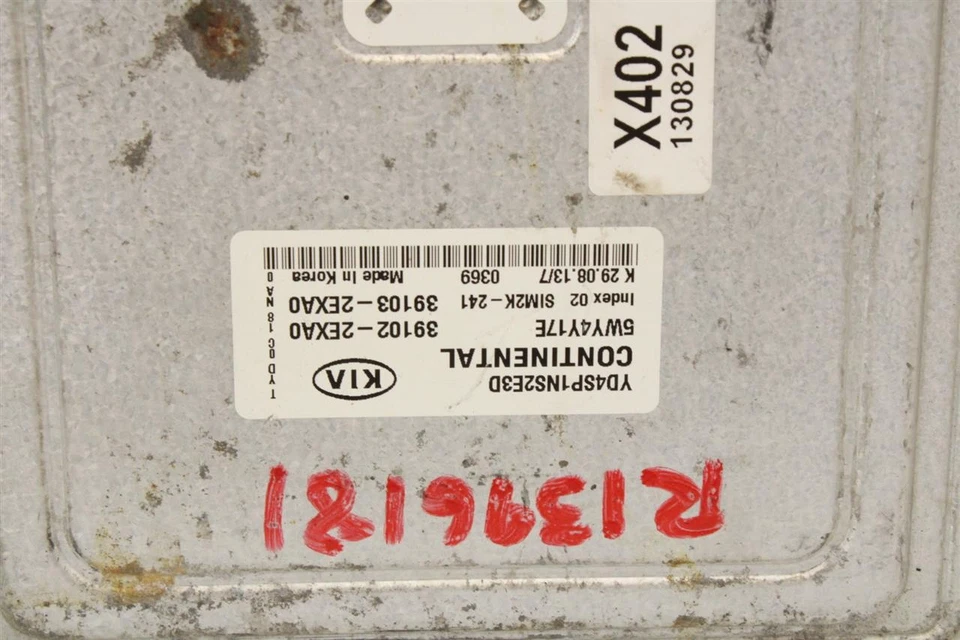 X402
130829
YD4SP1NS2E3D
CONTINENTAL
KIA
5WY4Y17E 39102-2EXA0
Index 02 SIM2K-241 39103-2EXA0
K 29.08.13/7 0369 Made In Korea
R1396181